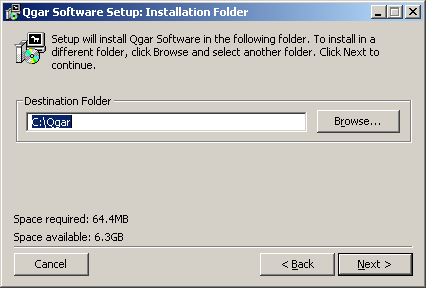 Qgar Software Setup: Installation Folder
Setup will install Qgar Software in the following folder. To install in a
different folder, click Browse and select another folder. Click Next to
continue.
Destination Folder
C:\Qgar
Browse...
Space required: 64.4MB
Space available: 6.3GB
Cancel
< Back
Next >